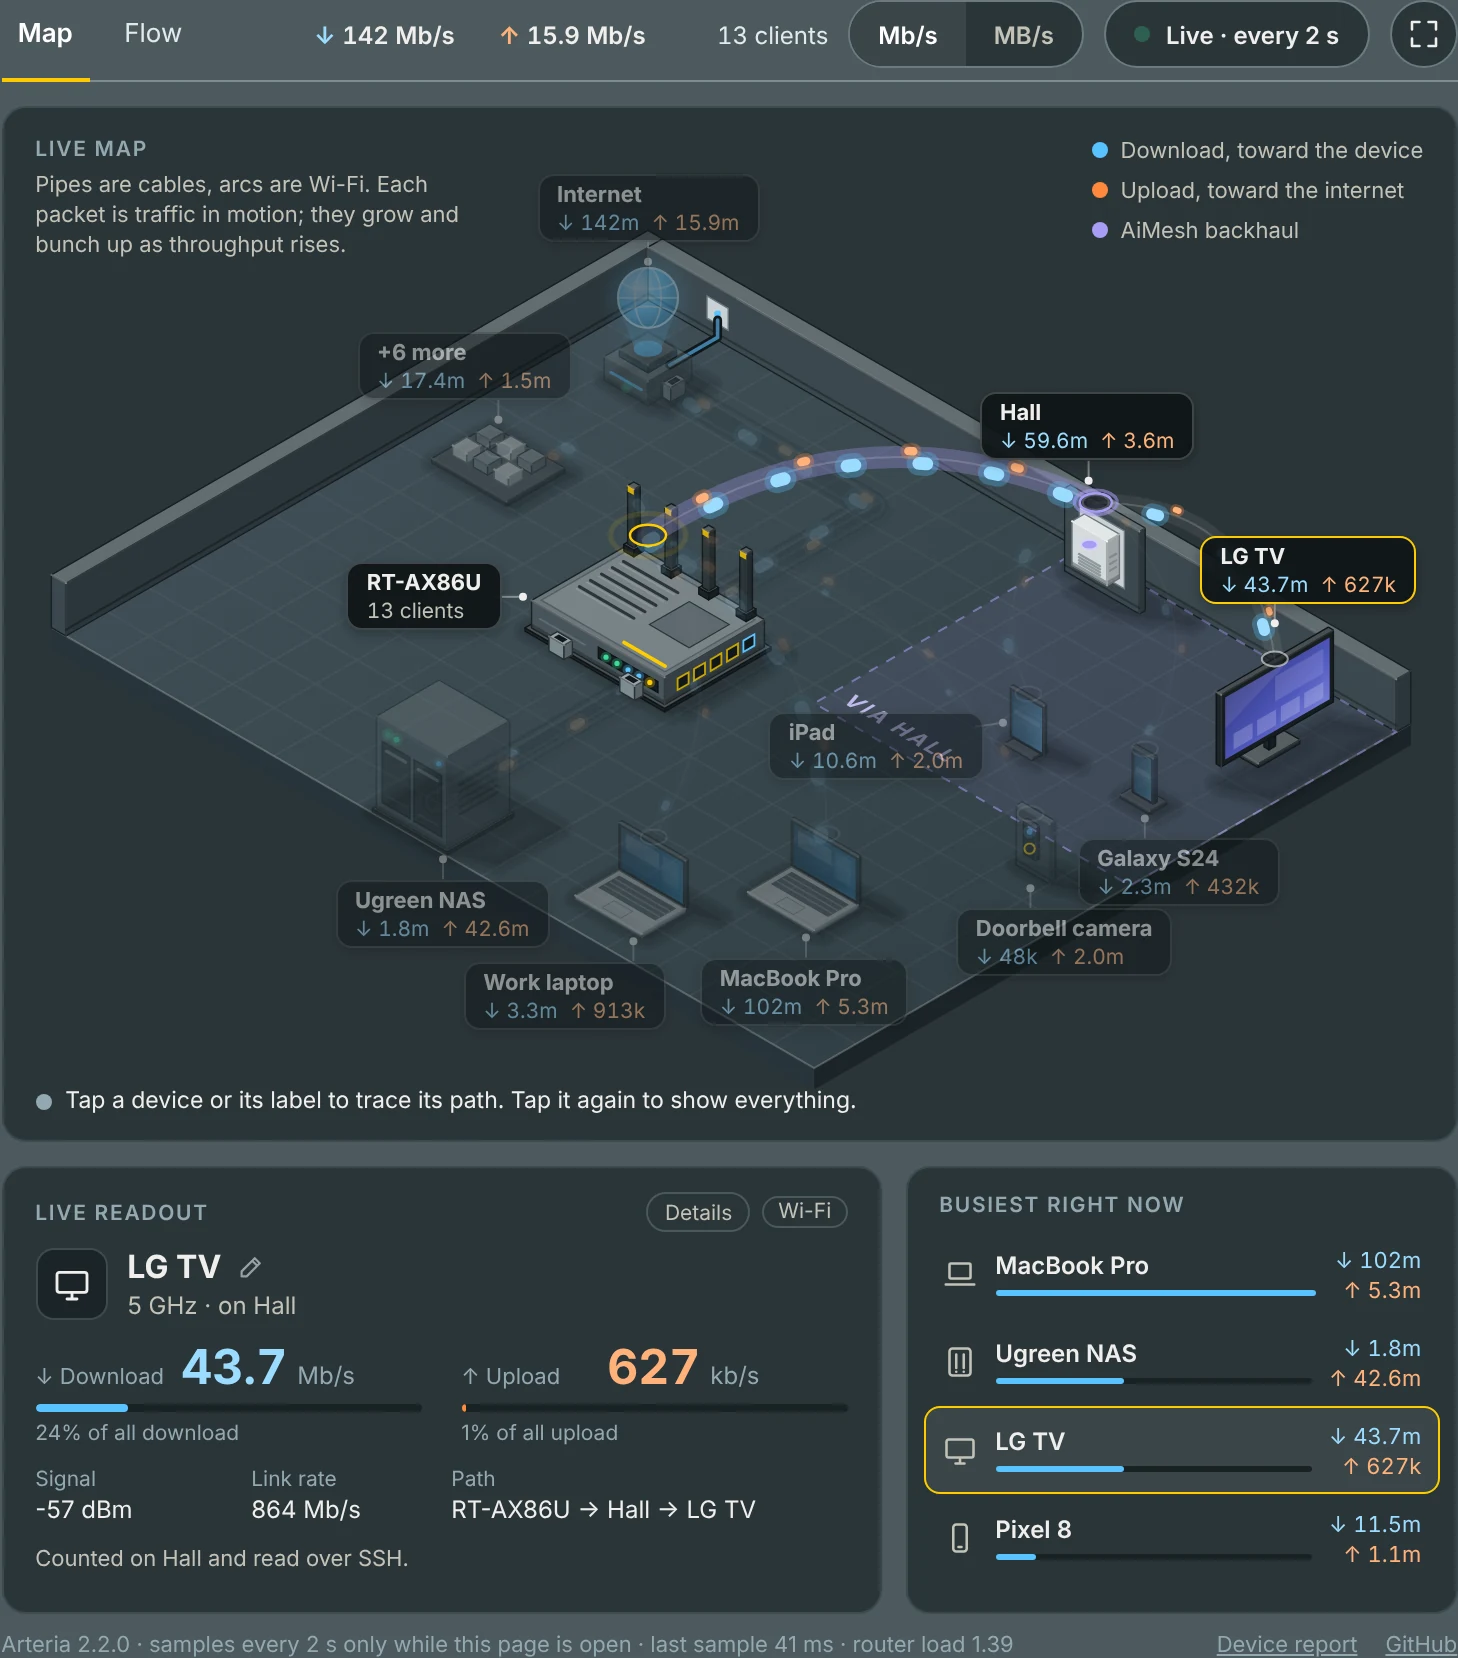 Map
Flow
↓ 142 Mb/s
↑ 15.9 Mb/s
13 clients
Mb/s
MB/s
Live · every 2 s
LIVE MAP
Pipes are cables, arcs are Wi-Fi. Each
packet is traffic in motion; they grow and
bunch up as throughput rises.
Download, toward the device
Upload, toward the internet
AiMesh backhaul
Internet
↓ 142m ↑ 15.9m
+6 more
↓ 17.4m ↑ 1.5m
Hall
↓ 59.6m ↑ 3.6m
LG TV
↓ 43.7m ↑ 627k
RT-AX86U
13 clients
VIA HALL
iPad
↓ 10.6m ↑ 2.0m
Galaxy S24
↓ 2.3m ↑ 432k
Ugreen NAS
↓ 1.8m ↑ 42.6m
Doorbell camera
↓ 48k ↑ 2.0m
Work laptop
↓ 3.3m ↑ 913k
MacBook Pro
↓ 102m ↑ 5.3m
Tap a device or its label to trace its path. Tap it again to show everything.
LIVE READOUT
Details
Wi-Fi
LG TV
5 GHz · on Hall
↓ Download 43.7 Mb/s
↑ Upload 627 kb/s
24% of all download
1% of all upload
Signal
Link rate
Path
-57 dBm
864 Mb/s
RT-AX86U → Hall → LG TV
Counted on Hall and read over SSH.
BUSIEST RIGHT NOW
MacBook Pro
↓ 102m
↑ 5.3m
Ugreen NAS
↓ 1.8m
↑ 42.6m
LG TV
↓ 43.7m
↑ 627k
Pixel 8
↓ 11.5m
↑ 1.1m
Arteria 2.2.0 · samples every 2 s only while this page is open · last sample 41 ms · router load 1.39
Device report
GitHub